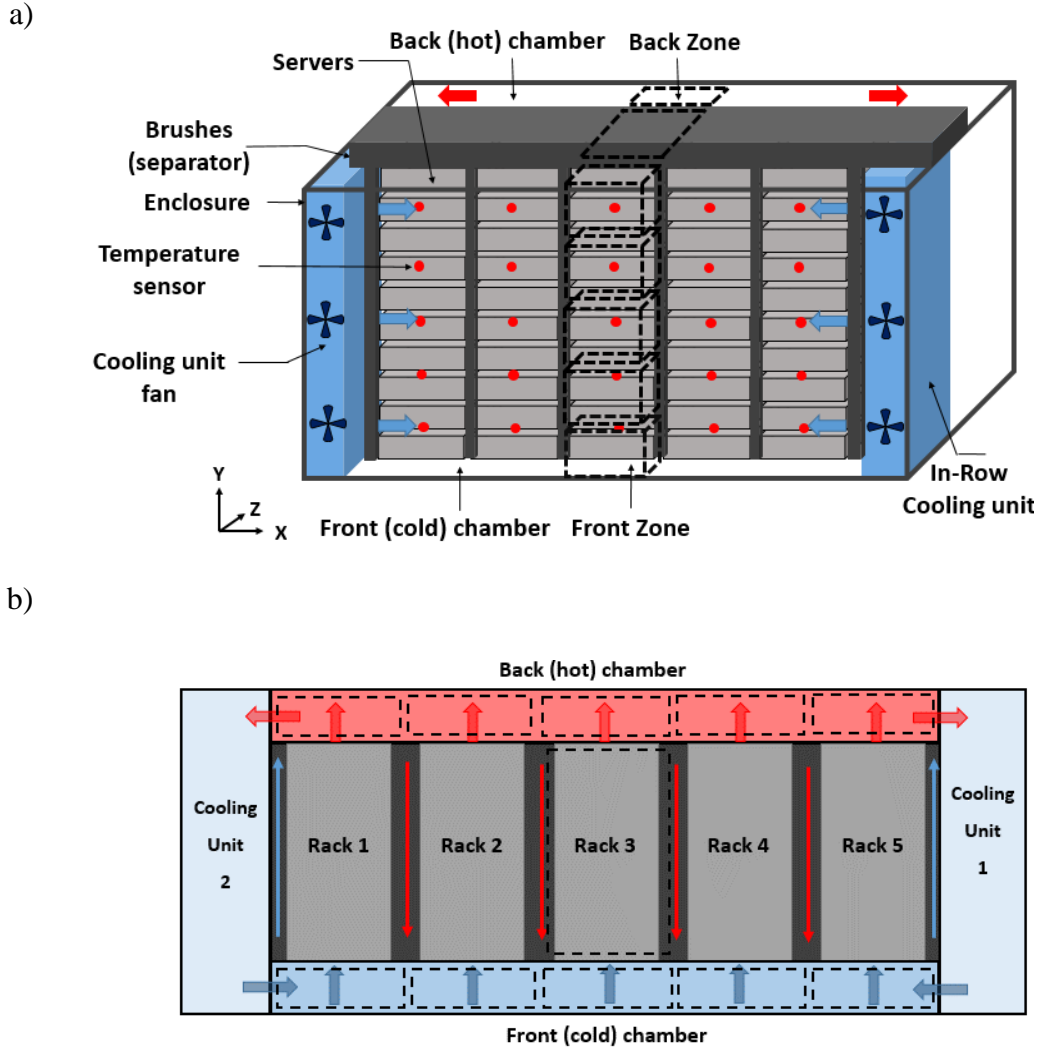 a)
Back (hot) chamber
Back Zone
Servers
Brushes
(separator)
Enclosure
Temperature
sensor
Cooling unit
fan
Y
Z
X
Front (cold) chamber
Front Zone
In-Row
Cooling unit
b)
Back (hot) chamber
Cooling
Unit
2
Rack 1
Rack 2
Rack 3
Rack 4
Rack 5
Cooling
Unit
1
Front (cold) chamber